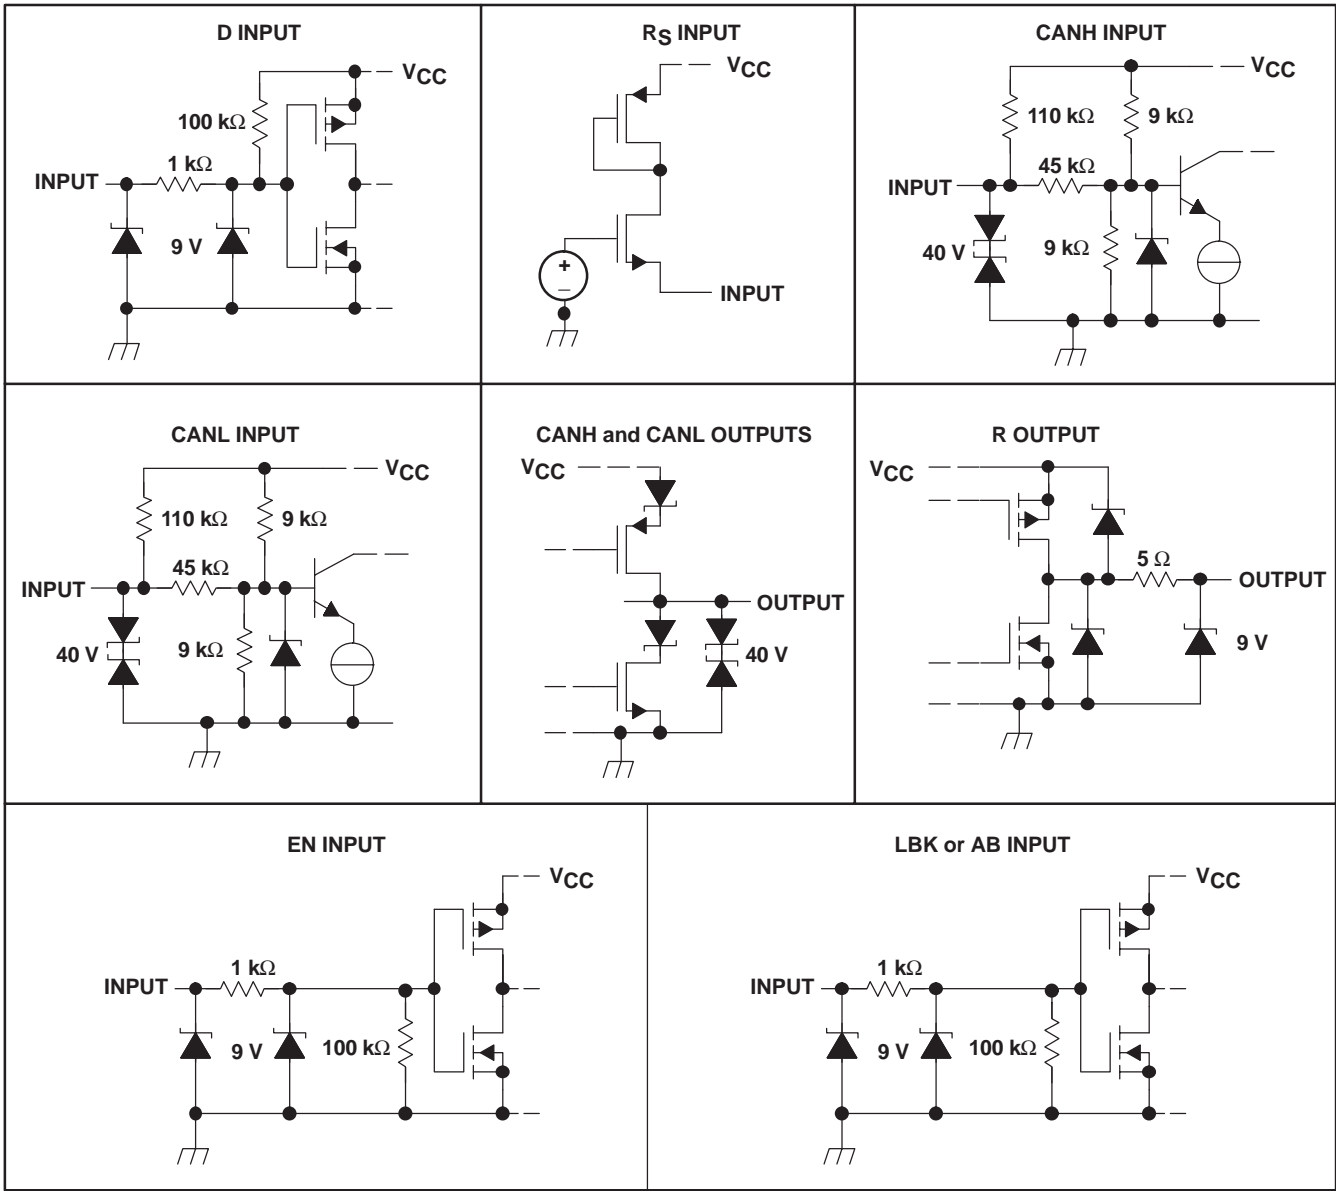 D INPUT
VCC
100 kΩ
1 kΩ
INPUT
9 V
RS INPUT
VCC
+
–
INPUT
CANH INPUT
VCC
110 kΩ
9 kΩ
45 kΩ
INPUT
40 V
9 kΩ
CANL INPUT
VCC
110 kΩ
9 kΩ
45 kΩ
INPUT
40 V
9 kΩ
CANH and CANL OUTPUTS
VCC
OUTPUT
40 V
R OUTPUT
VCC
5 Ω
OUTPUT
9 V
EN INPUT
VCC
1 kΩ
INPUT
9 V
100 kΩ
LBK or AB INPUT
VCC
1 kΩ
INPUT
9 V
100 kΩ